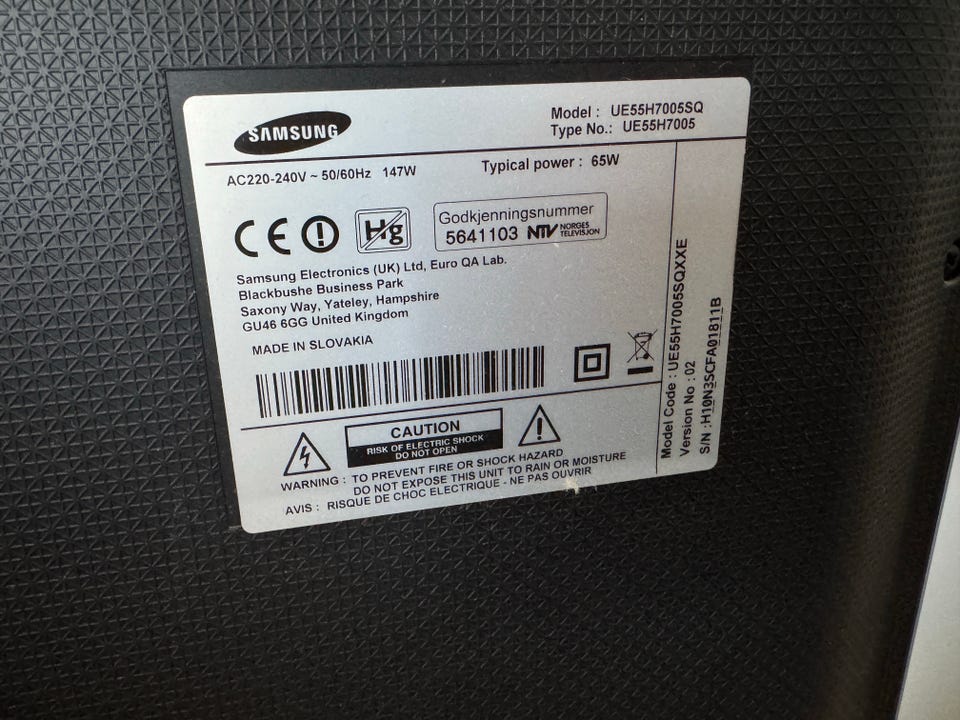 SAMSUNG
Model : UE55H7005SQ
Type No.: UE55H7005
AC220-240V ~ 50/60Hz 147W
Typical power : 65W
CE
Hg
Godkjenningsnummer
5641103 NTV NORGES
TELEVISJON
Samsung Electronics (UK) Ltd, Euro QA Lab.
Blackbushe Business Park
Saxony Way, Yateley, Hampshire
GU46 6GG United Kingdom
MADE IN SLOVAKIA
CAUTION
RISK OF ELECTRIC SHOCK
DO NOT OPEN
WARNING : TO PREVENT FIRE OR SHOCK HAZARD
DO NOT EXPOSE THIS UNIT TO RAIN OR MOISTURE
AVIS : RISQUE DE CHOC ELECTRIQUE - NE PAS OUVRIR
Model Code : UE55H7005SQXXE
Version No : 02
S/N :H10N3SCFA01811B